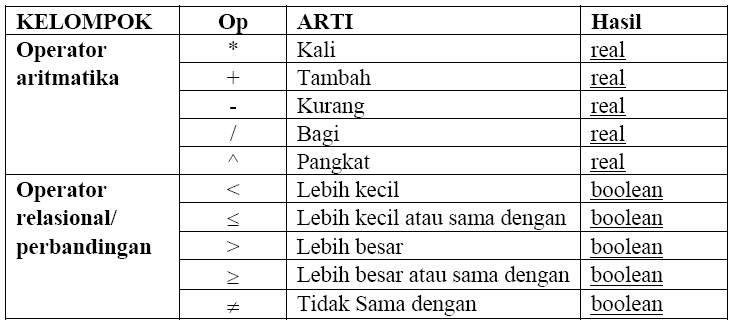 KELOMPOK Op ARTI Hasil
Operator aritmatika * Kali real
+ Tambah real
- Kurang real
/ Bagi real
^ Pangkat real
Operator relasional/ perbandingan < Lebih kecil boolean
≤ Lebih kecil atau sama dengan boolean
> Lebih besar boolean
≥ Lebih besar atau sama dengan boolean
≠ Tidak Sama dengan boolean